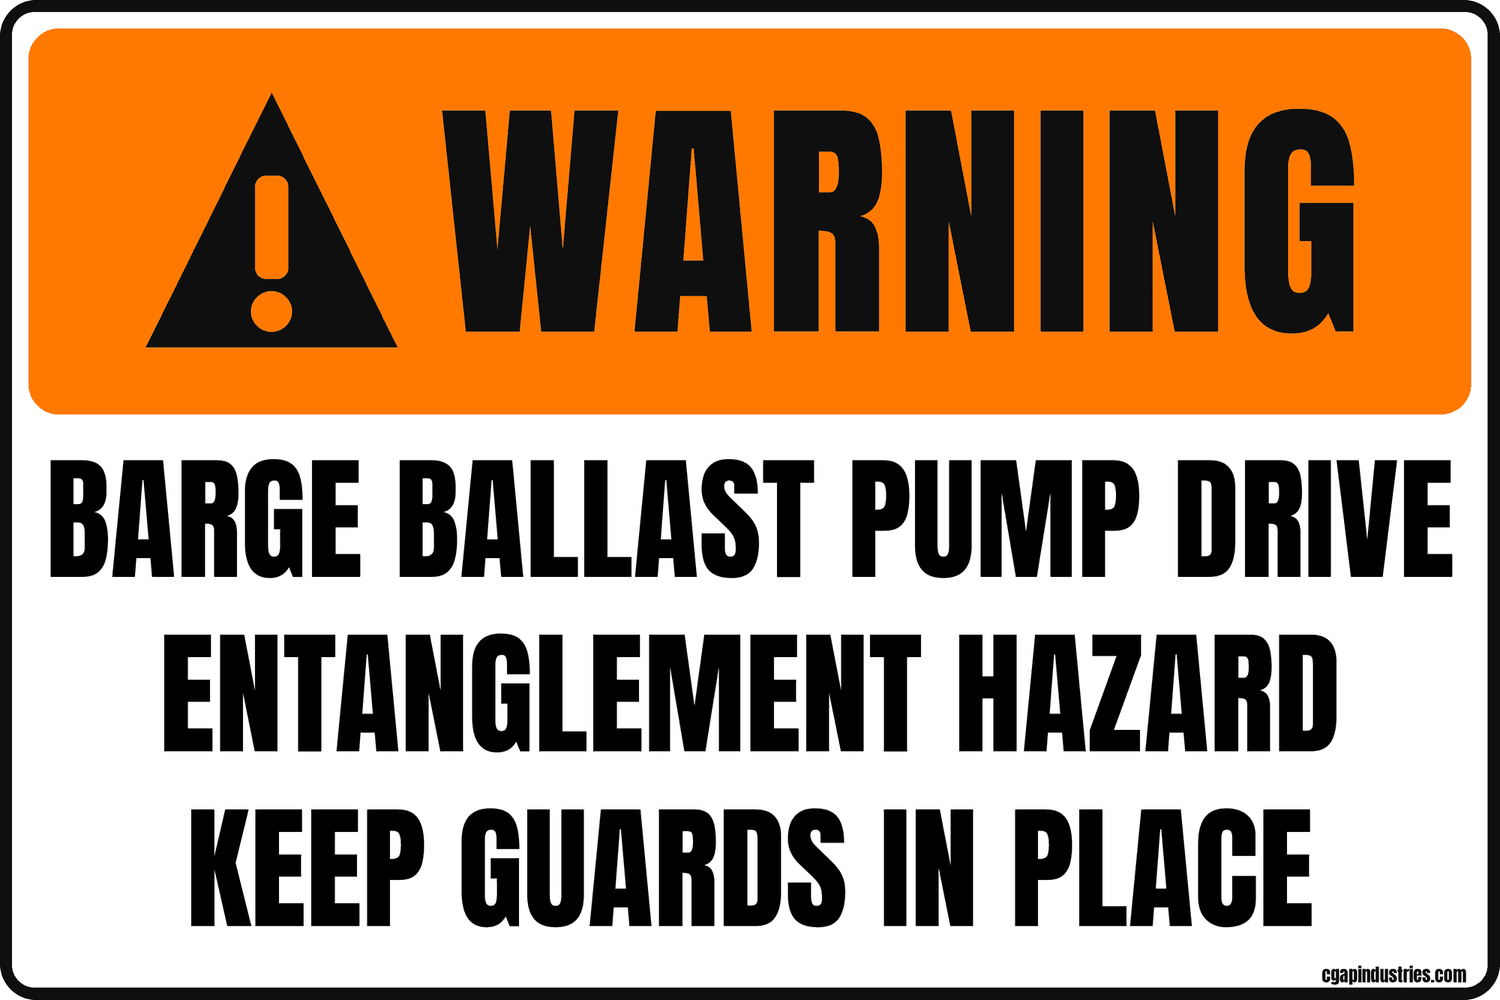 WARNING
BARGE BALLAST PUMP DRIVE
ENTANGLEMENT HAZARD
KEEP GUARDS IN PLACE
cgapindustries.com